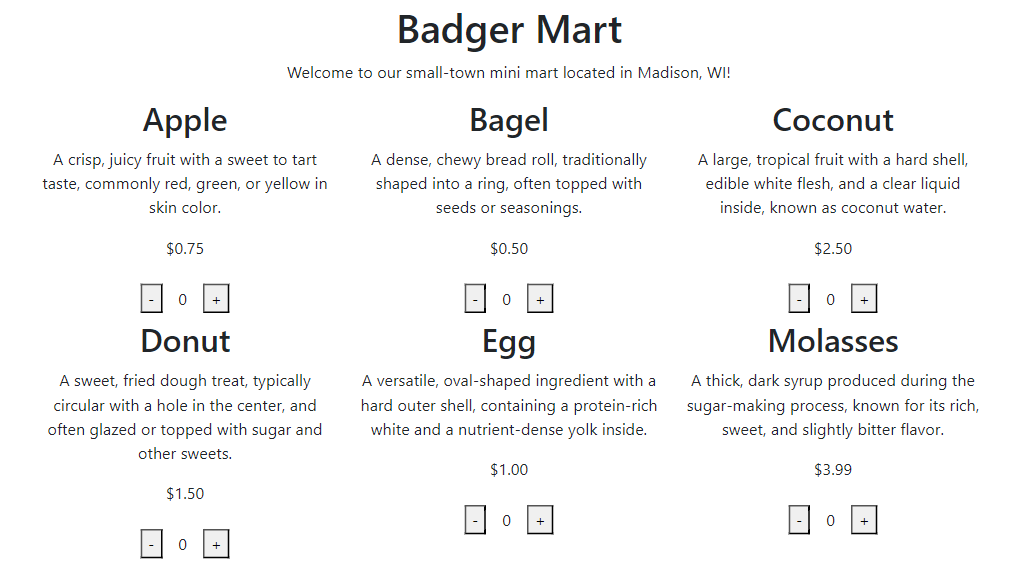 Badger Mart
Welcome to our small-town mini mart located in Madison, WI!
Apple
A crisp, juicy fruit with a sweet to tart
taste, commonly red, green, or yellow in
skin color.
$0.75
- 0 +
Bagel
A dense, chewy bread roll, traditionally
shaped into a ring, often topped with
seeds or seasonings.
$0.50
- 0 +
Coconut
A large, tropical fruit with a hard shell,
edible white flesh, and a clear liquid
inside, known as coconut water.
$2.50
- 0 +
Donut
A sweet, fried dough treat, typically
circular with a hole in the center, and
often glazed or topped with sugar and
other sweets.
$1.50
- 0 +
Egg
A versatile, oval-shaped ingredient with a
hard outer shell, containing a protein-rich
white and a nutrient-dense yolk inside.
$1.00
- 0 +
Molasses
A thick, dark syrup produced during the
sugar-making process, known for its rich,
sweet, and slightly bitter flavor.
$3.99
- 0 +